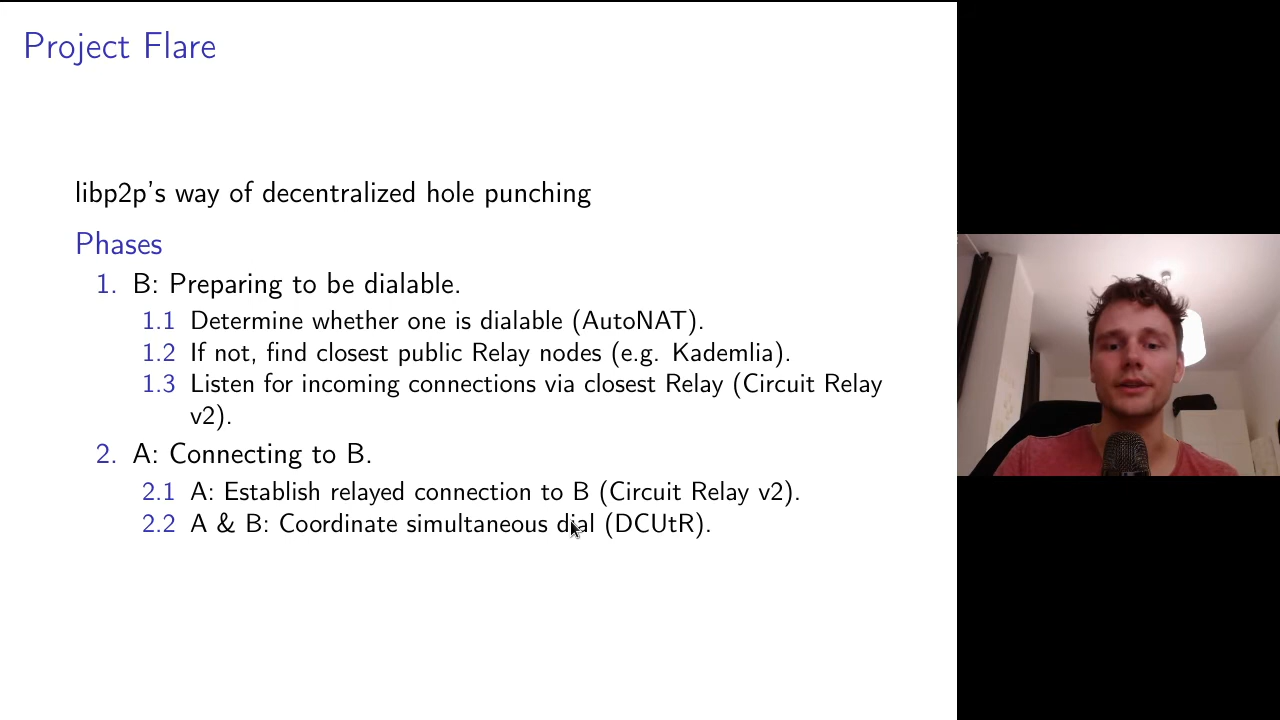 Project Flare
libp2p's way of decentralized hole punching
Phases
1. B: Preparing to be dialable.
1.1 Determine whether one is dialable (AutoNAT).
1.2 If not, find closest public Relay nodes (e.g. Kademlia).
1.3 Listen for incoming connections via closest Relay (Circuit Relay
v2).
2. A: Connecting to B.
2.1 A: Establish relayed connection to B (Circuit Relay v2).
2.2 A & B: Coordinate simultaneous dial (DCUtR).